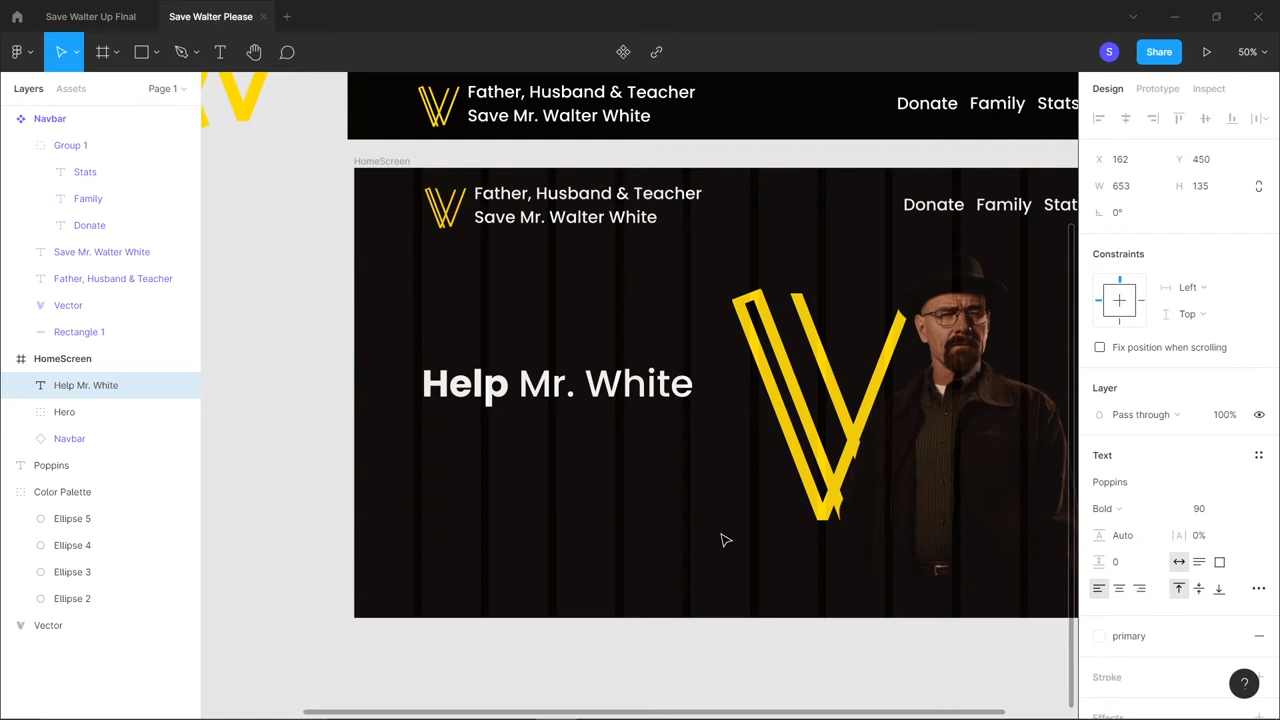 Save Walter Up FInal
Save Walter Please
S
Share
50%
Layers
Assets
Page 1
Navbar
Group 1
Stats
Family
Donate
Save Mr. Walter White
Father, Husband & Teacher
Vector
Rectangle 1
HomeScreen
Help Mr. White
Hero
Navbar
Poppins
Color Palette
Ellipse 5
Ellipse 4
Ellipse 3
Ellipse 2
Vector
Father, Husband & Teacher
Save Mr. Walter White
Donate Family Stats
HomeScreen
Father, Husband & Teacher
Save Mr. Walter White
Donate Family Stat
Help Mr. White
Design
Prototype
Inspect
X 162
Y 450
W 653
H 135
0°
Constraints
Left
Top
Fix position when scrolling
Layer
Pass through
100%
Text
Poppins
Bold
90
A Auto
|A| 0%
0
primary
Stroke
Effects
?